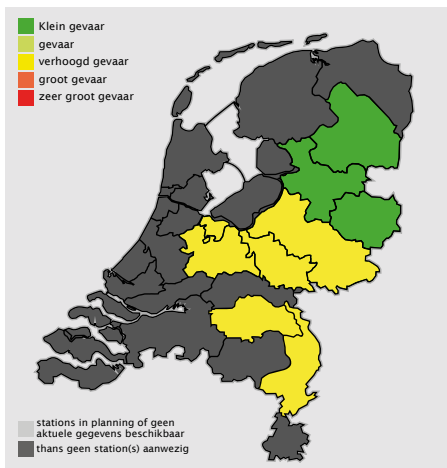 Klein gevaar
gevaar
verhoogd gevaar
groot gevaar
zeer groot gevaar
stations in planning of geen
aktuele gegevens beschikbaar
thans geen station(s) aanwezig